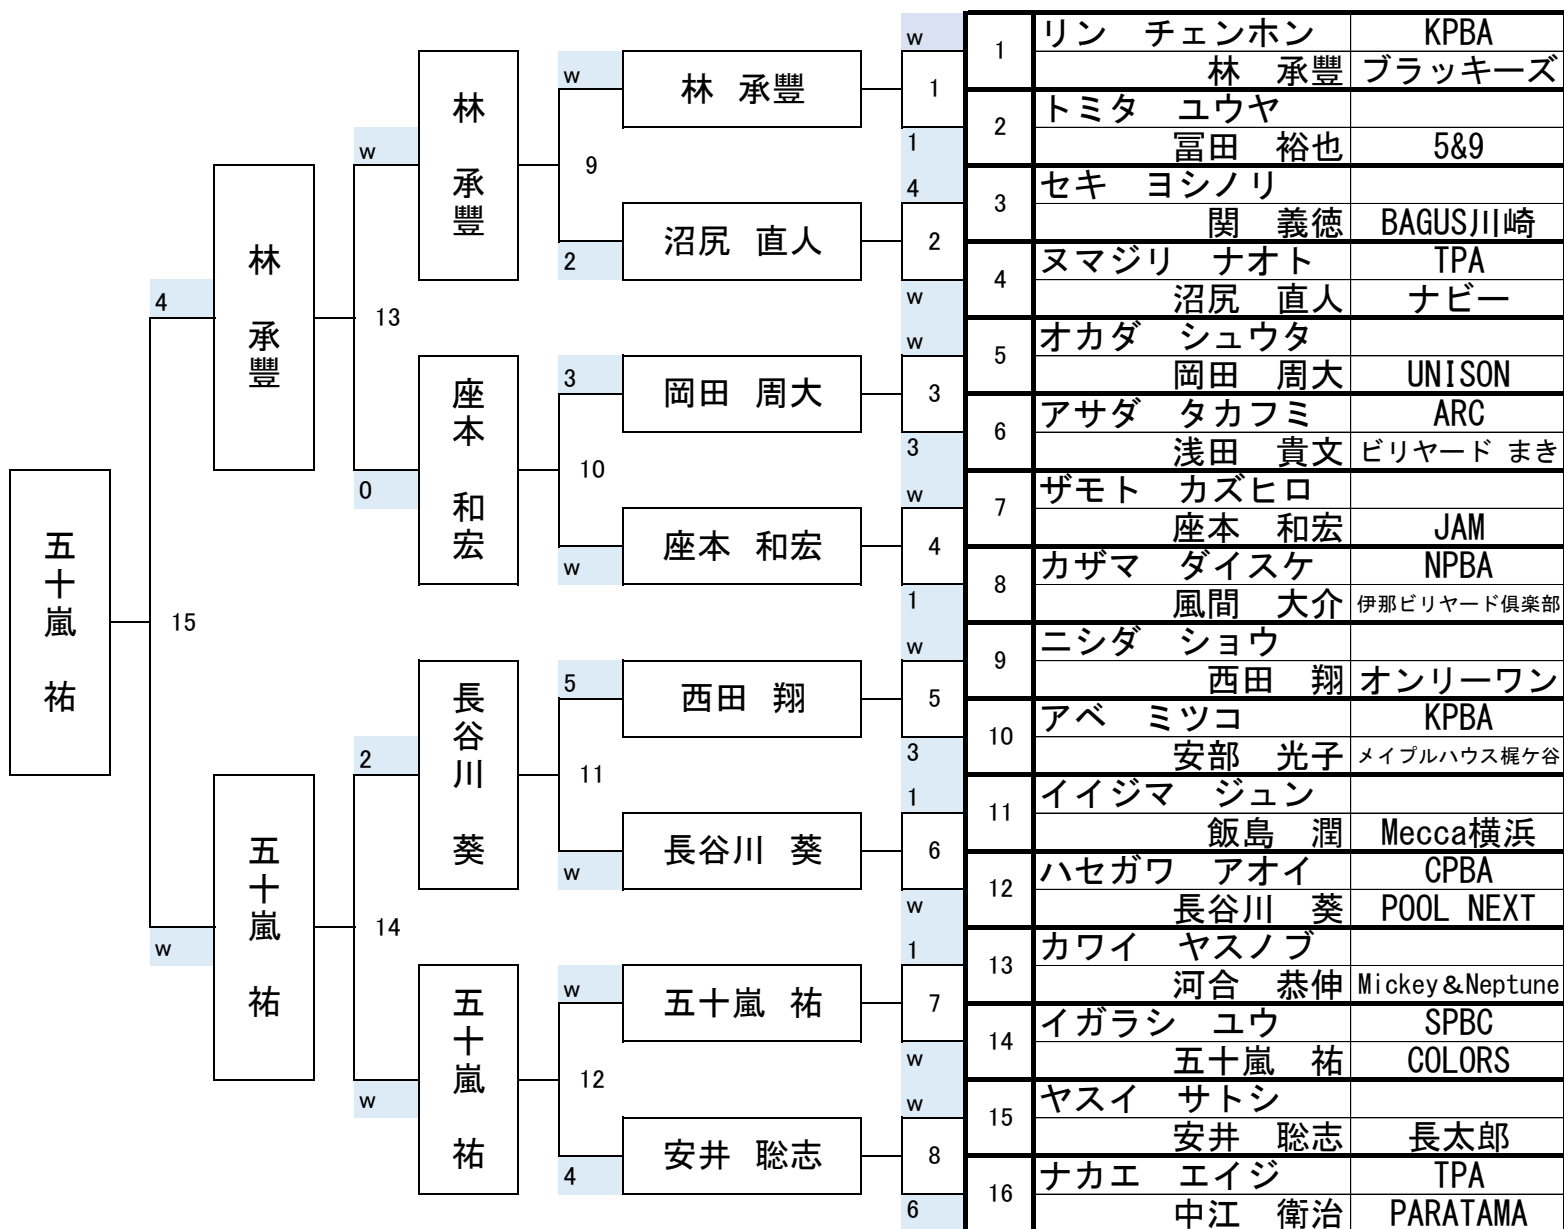 w
1
リン チェンホン KPBA
林 承豐 ブラッキーズ
w
林 承豐
1
林 承豐
2
トミタ ユウヤ
冨田 裕也 5&9
w
9
1
4
3
セキ ヨシノリ
関 義徳 BAGUS川崎
2
沼尻 直人
2
林 承豐
4
ヌマジリ ナオト TPA
沼尻 直人 ナビー
4
13
w
w
5
オカダ シュウタ
岡田 周大 UNISON
3
岡田 周大
3
座本 和宏
6
アサダ タカフミ ARC
浅田 貴文 ビリヤード まき
0
10
3
w
7
ザモト カズヒロ
座本 和宏 JAM
w
座本 和宏
4
五十嵐 祐
8
カザマ ダイスケ NPBA
風間 大介 伊那ビリヤード倶楽部
15
1
w
9
ニシダ ショウ
西田 翔 オンリーワン
5
西田 翔
5
長谷川 葵
10
アベ ミツコ KPBA
安部 光子 メイプルハウス梶ケ谷
2
11
3
1
11
イイジマ ジュン
飯島 潤 Mecca横浜
w
長谷川 葵
6
五十嵐 祐
12
ハセガワ アオイ CPBA
長谷川 葵 POOL NEXT
w
14
w
1
13
カワイ ヤスノブ
河合 恭伸 Mickey&Neptune
w
五十嵐 祐
7
五十嵐 祐
14
イガラシ ユウ SPBC
五十嵐 祐 COLORS
w
12
w
w
15
ヤスイ サトシ
安井 聡志 長太郎
4
安井 聡志
8
16
ナカエ エイジ TPA
中江 衛治 PARATAMA
6